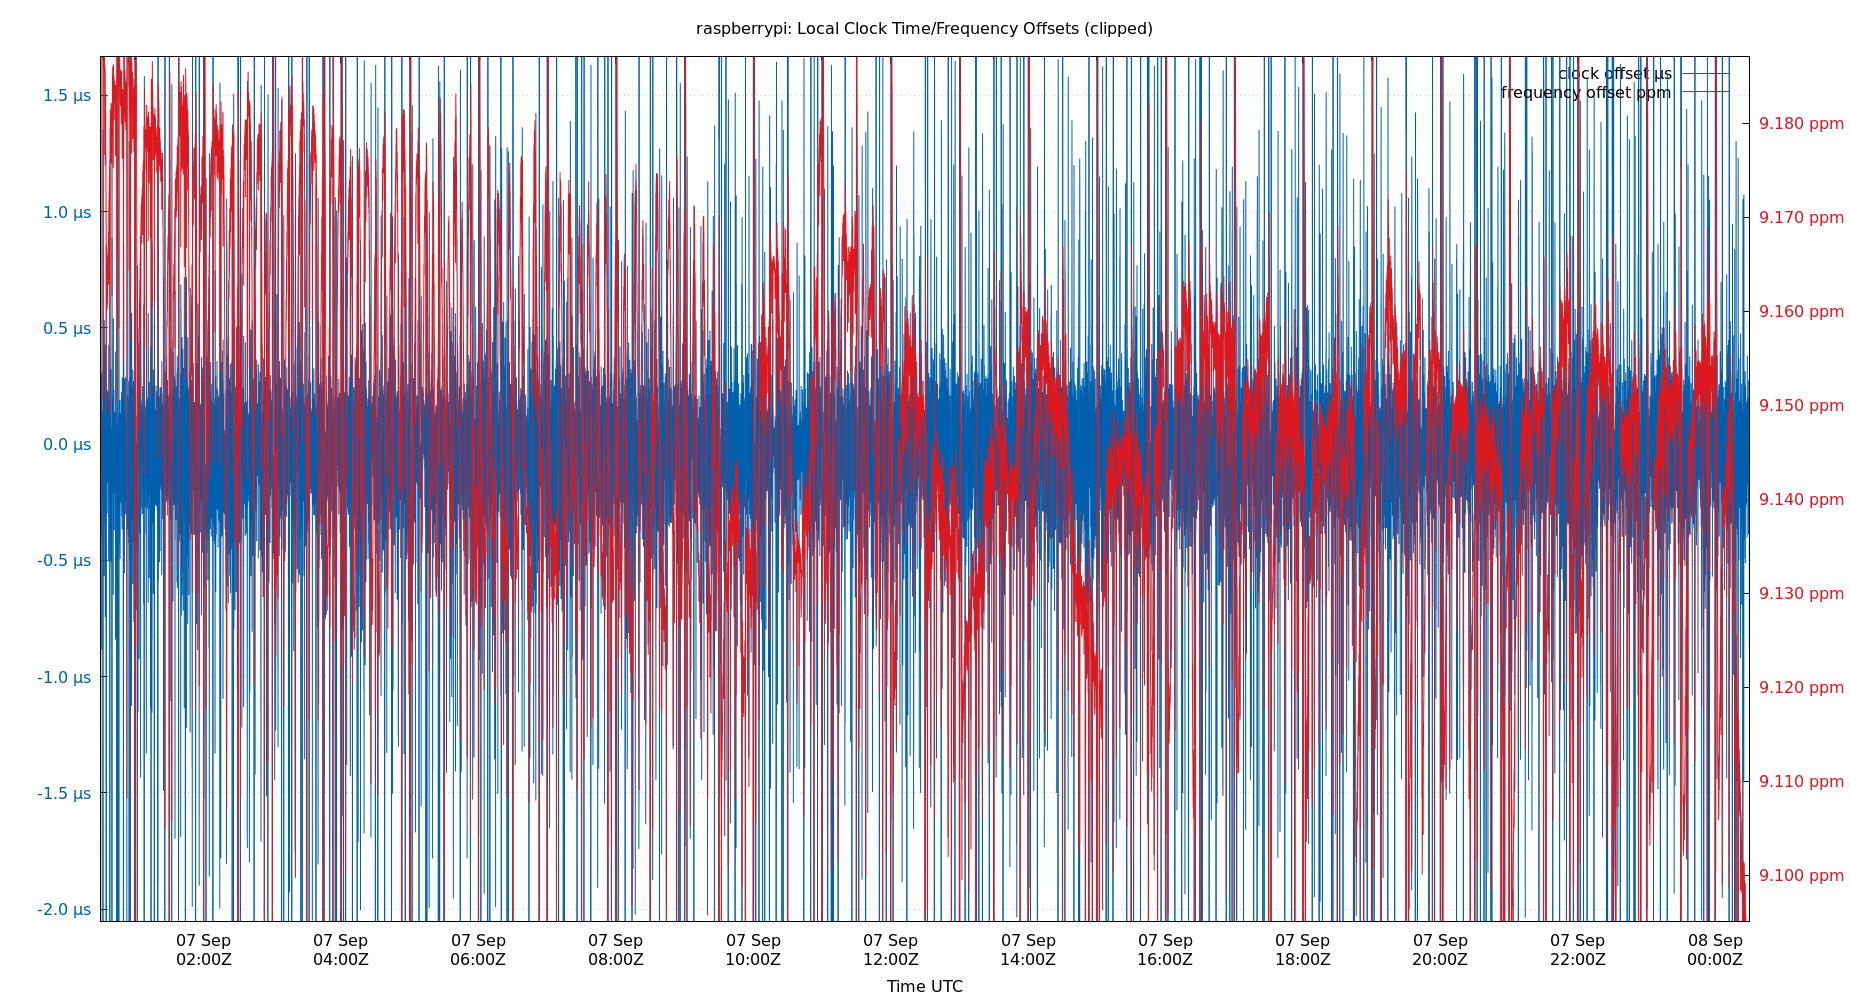 raspberrypi: Local Clock Time/Frequency Offsets (clipped)
clock offset µs
frequency offset ppm
1.5 µs
1.0 µs
0.5 µs
0.0 µs
-0.5 µs
-1.0 µs
-1.5 µs
-2.0 µs
9.180 ppm
9.170 ppm
9.160 ppm
9.150 ppm
9.140 ppm
9.130 ppm
9.120 ppm
9.110 ppm
9.100 ppm
07 Sep 07 Sep 07 Sep 07 Sep 07 Sep 07 Sep 07 Sep 07 Sep 07 Sep 07 Sep 07 Sep 08 Sep
02:00Z 04:00Z 06:00Z 08:00Z 10:00Z 12:00Z 14:00Z 16:00Z 18:00Z 20:00Z 22:00Z 00:00Z
Time UTC